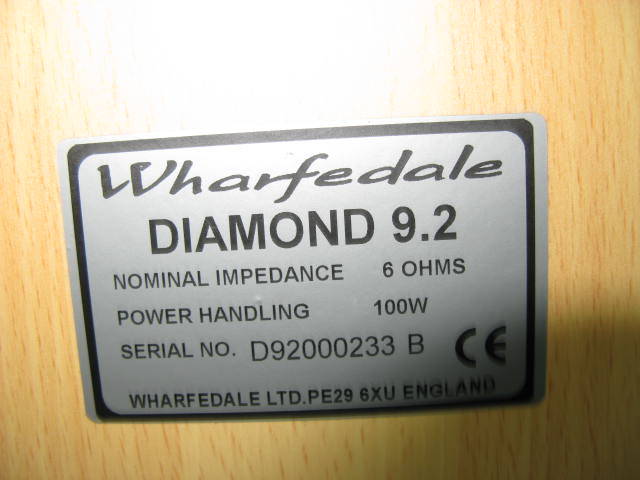 Wharfedale
DIAMOND 9.2
NOMINAL IMPEDANCE 6 OHMS
POWER HANDLING 100W
SERIAL NO. D92000233 B CE
WHARFEDALE LTD.PE29 6XU ENGLAND